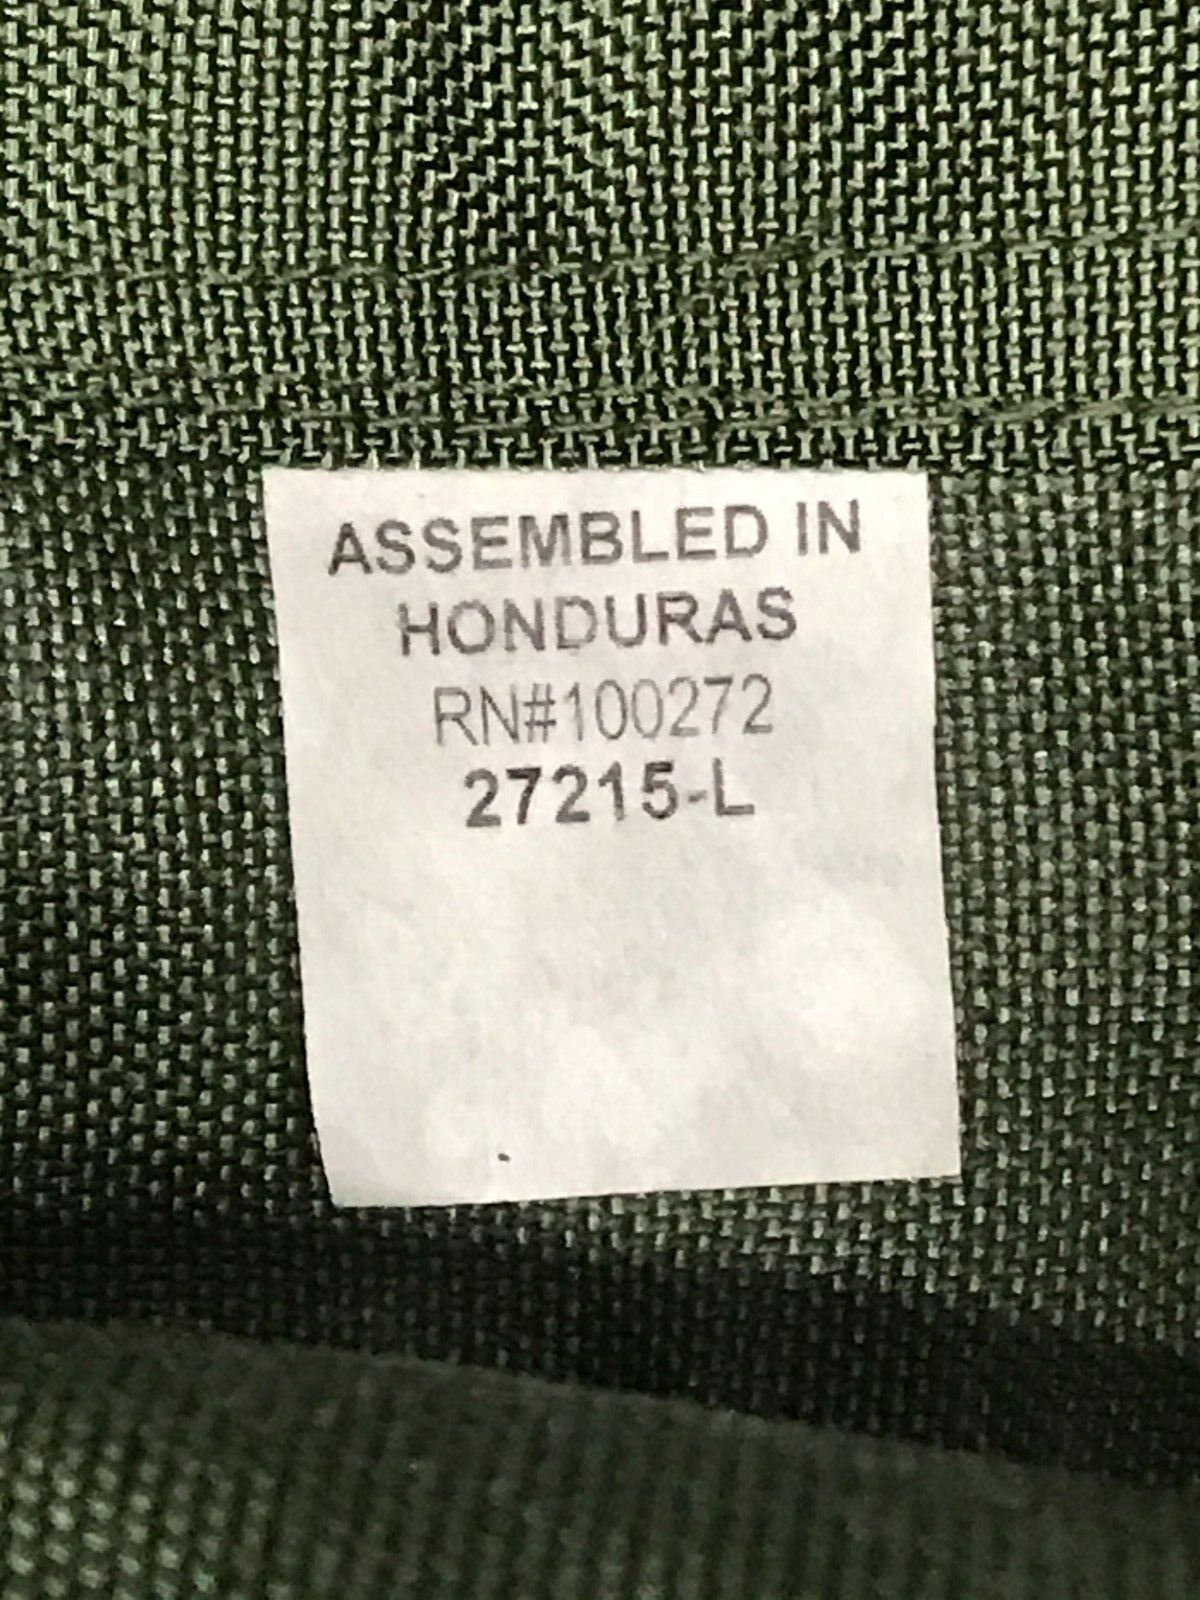 ASSEMBLED IN
HONDURAS
RN#100272
27215-L